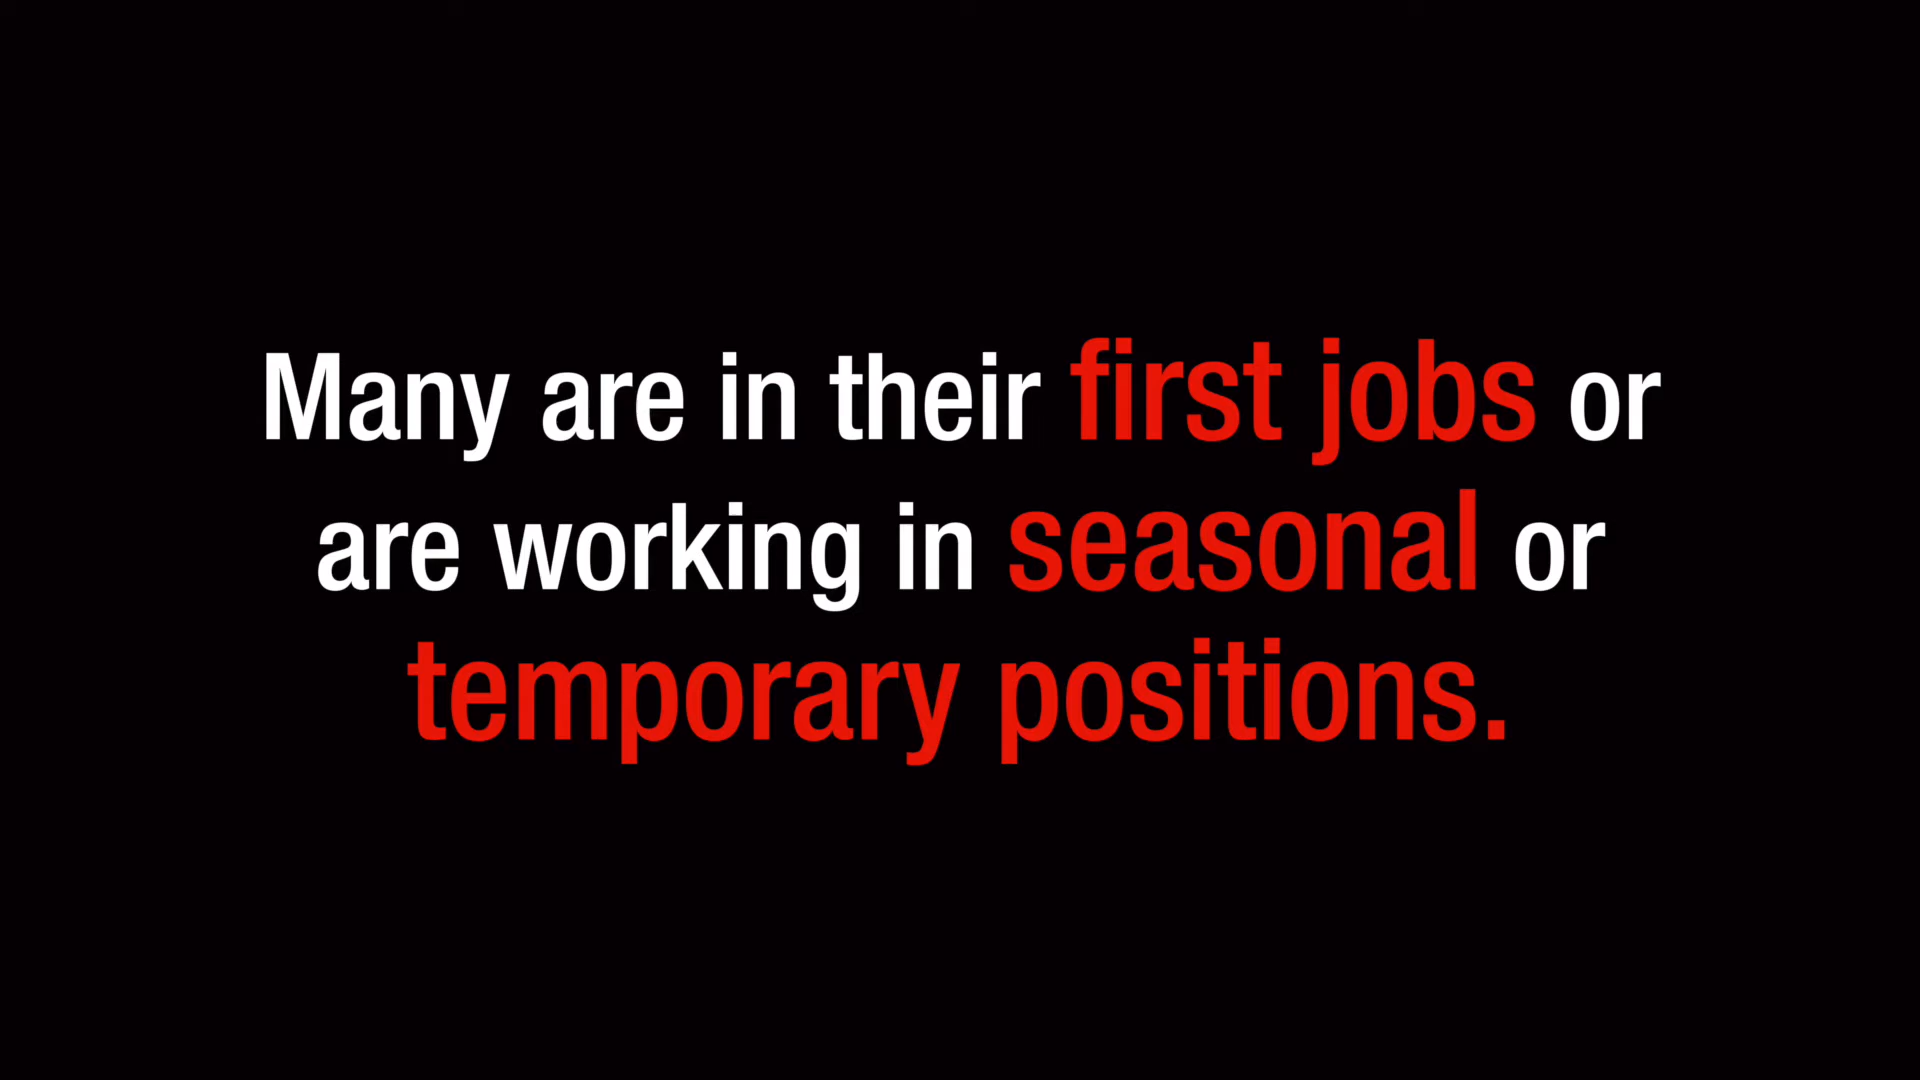 Many are in their first jobs or
are working in seasonal or
temporary positions.